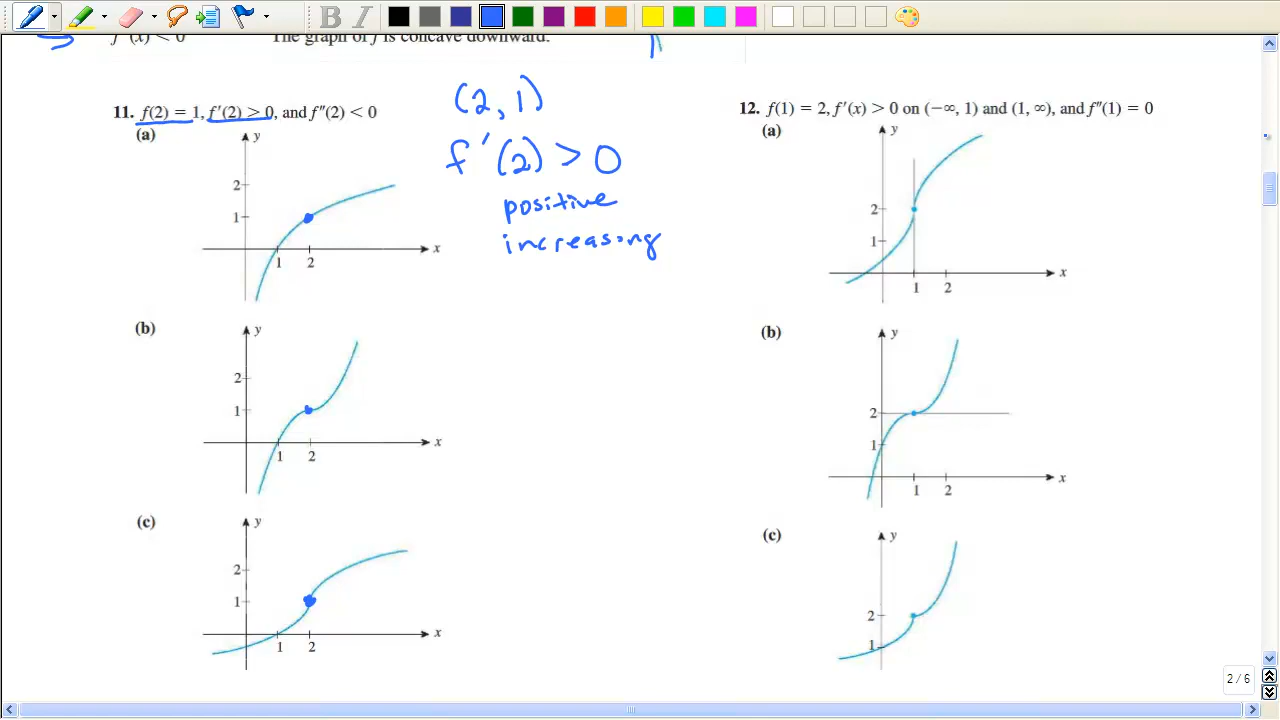 B I
f″(x) < 0 The graph of f is concave downward.
11. f(2) = 1, f′(2) > 0, and f″(2) < 0
(2, 1)
f′(2) > 0
positive
increasing
(a)
y
2
1
1 2
x
(b)
y
2
1
1 2
x
(c)
y
2
1
1 2
x
12. f(1) = 2, f′(x) > 0 on (−∞, 1) and (1, ∞), and f″(1) = 0
(a)
y
2
1
1 2
x
(b)
y
2
1
1 2
x
(c)
y
2
1
2 / 6